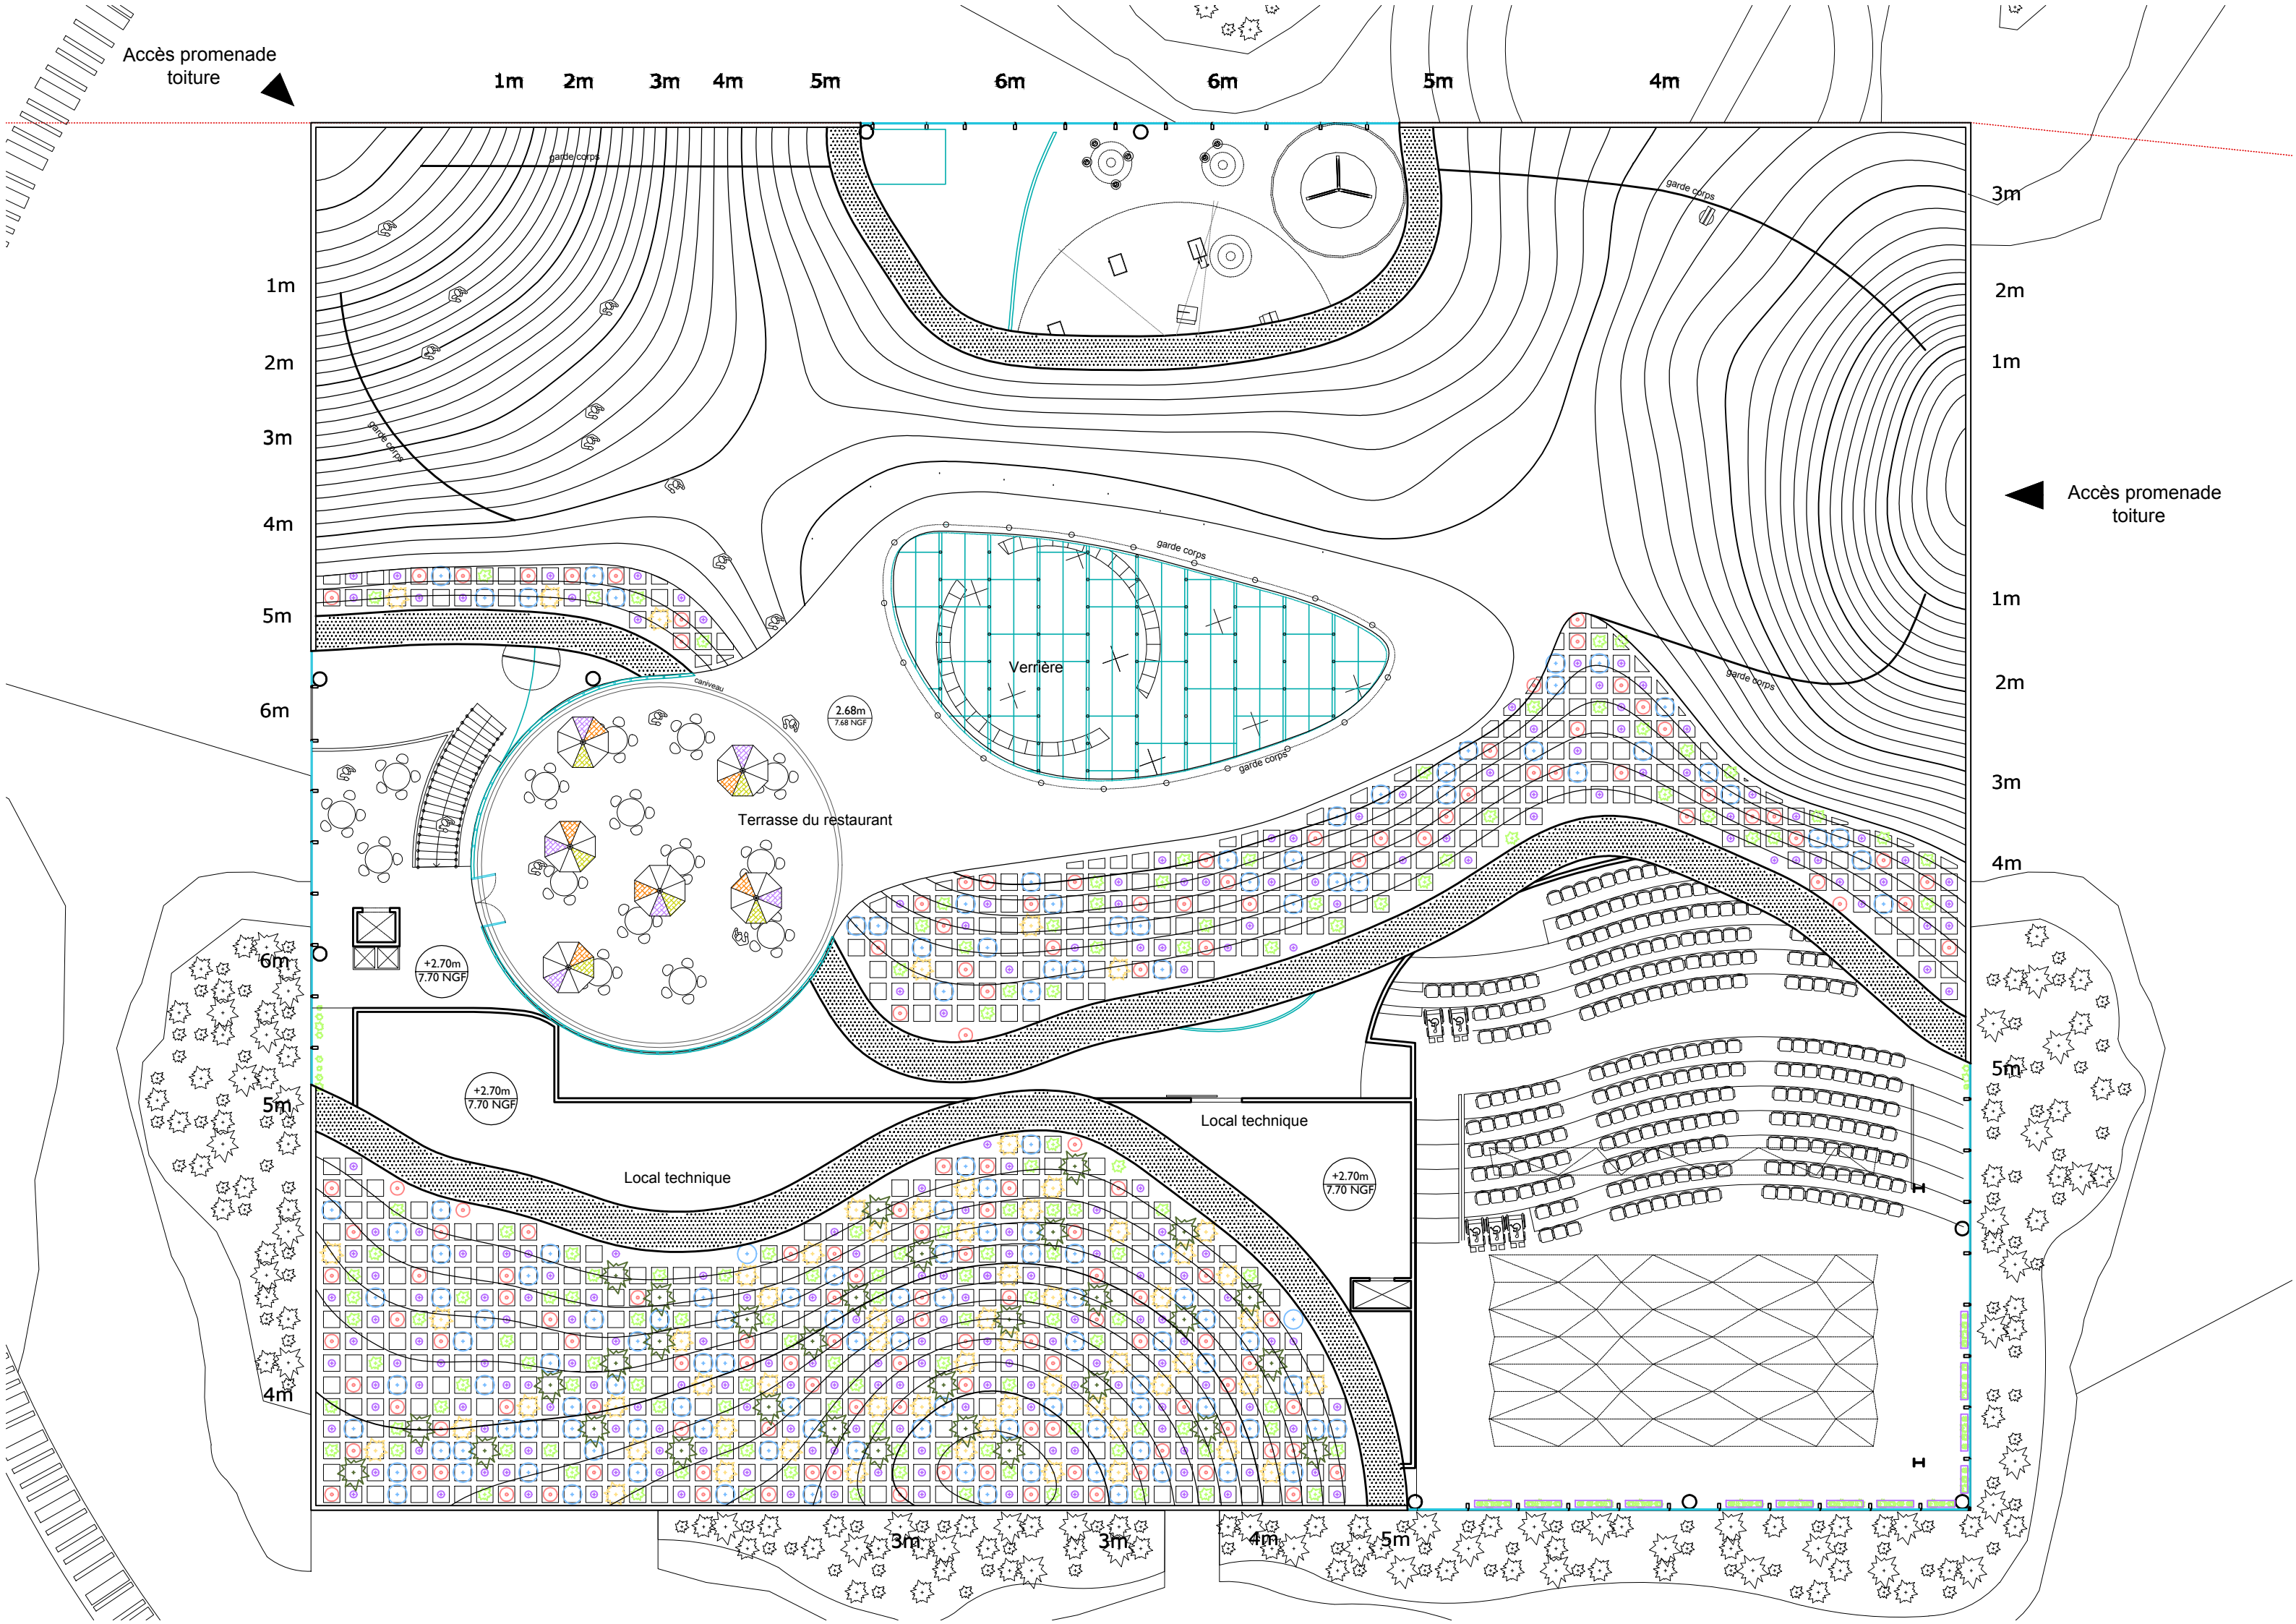 Accès promenade
toiture
1m
2m
3m
4m
5m
6m
6m
5m
4m
garde corps
garde corps
3m
1m
2m
2m
1m
3m
garde corps
4m
Accès promenade
toiture
garde corps
5m
1m
Verrière
caniveau
garde corps
2m
6m
2.68m
7.68 NGF
garde corps
3m
Terrasse du restaurant
4m
6m
+2.70m
7.70 NGF
5m
5m
+2.70m
7.70 NGF
Local technique
Local technique
+2.70m
7.70 NGF
4m
3m
3m
4m
5m